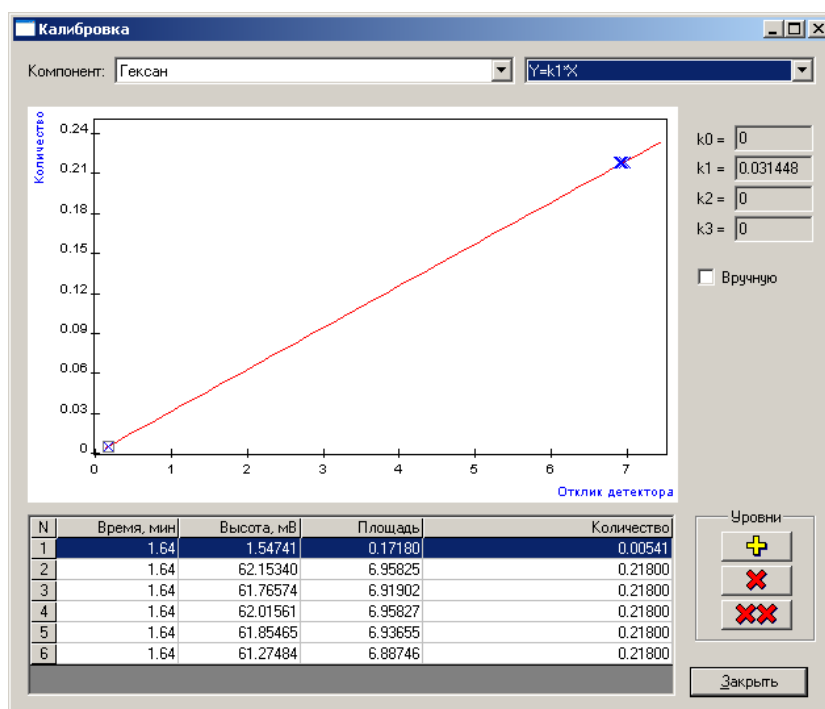 Калибровка
Компонент: Гексан Y=k1*X
Количество
0.24
0.21
0.18
0.15
0.12
0.09
0.06
0.03
0
0 1 2 3 4 5 6 7
Отклик детектора
k0 = 0
k1 = 0.031448
k2 = 0
k3 = 0
Вручную
N Время, мин Высота, мВ Площадь Количество
1 1.64 1.54741 0.17180 0.00541
2 1.64 62.15340 6.95825 0.21800
3 1.64 61.76574 6.91902 0.21800
4 1.64 62.01561 6.95827 0.21800
5 1.64 61.85465 6.93655 0.21800
6 1.64 61.27484 6.88746 0.21800
Уровни
Закрыть